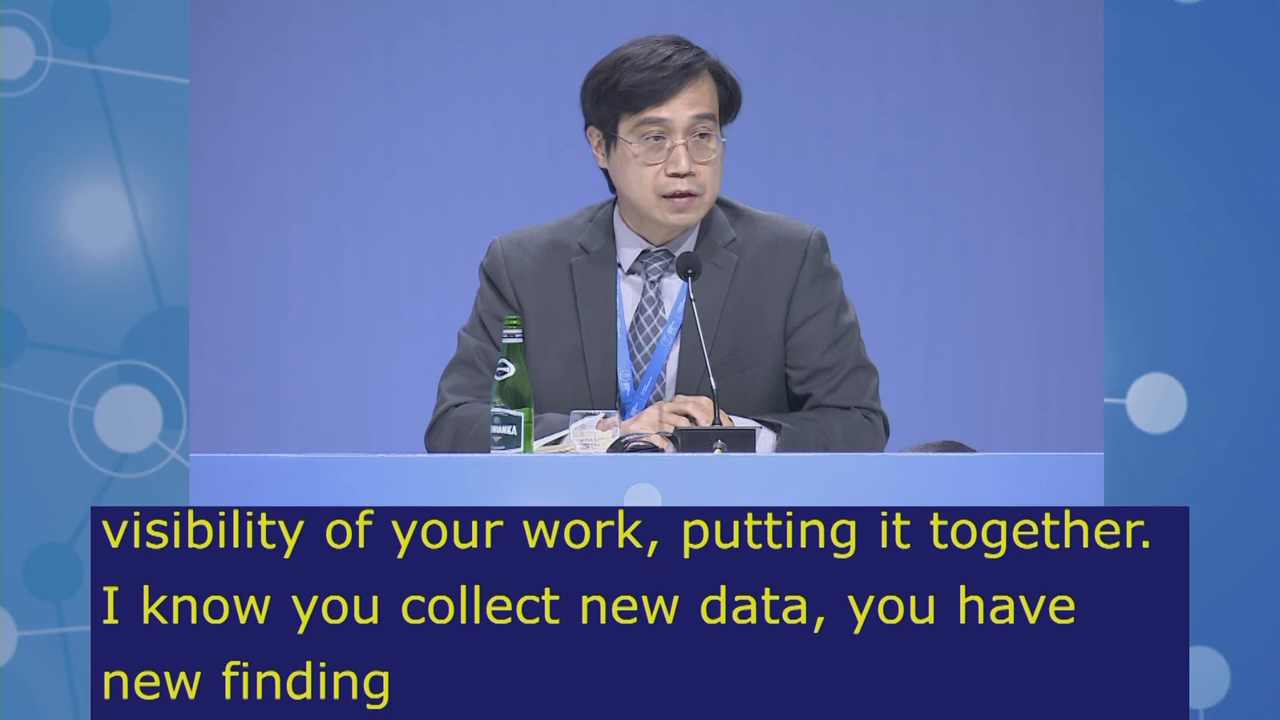 visibility of your work, putting it together.
I know you collect new data, you have
new finding